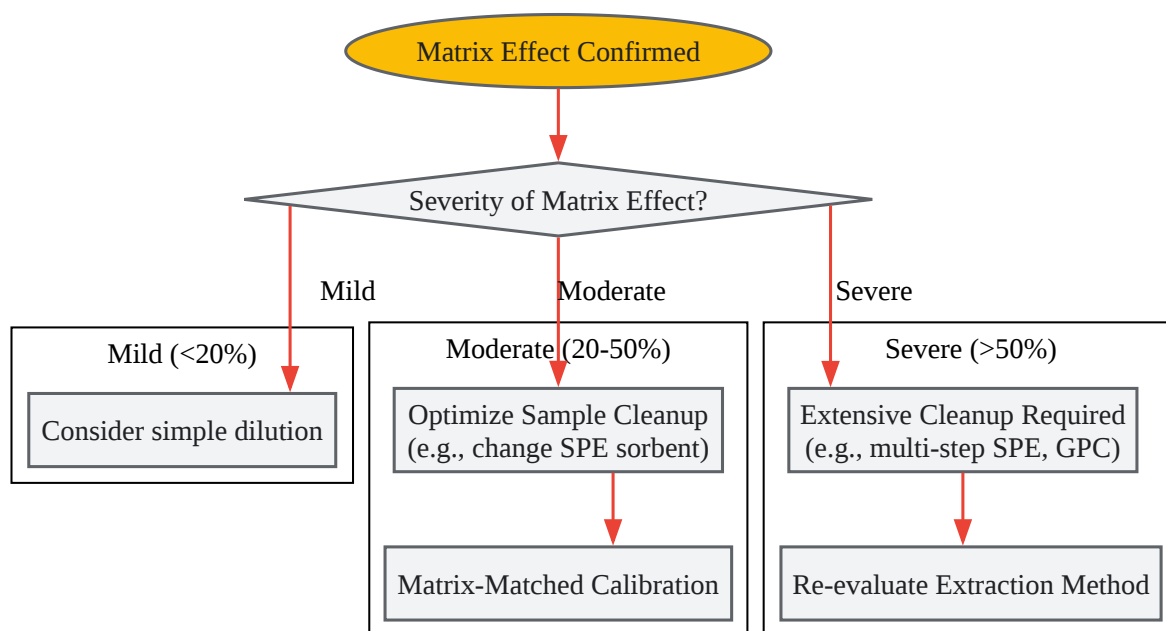 Matrix Effect Confirmed
Severity of Matrix Effect?
Mild
Moderate
Severe
Mild (<20%)
Moderate (20-50%)
Severe (>50%)
Consider simple dilution
Optimize Sample Cleanup
(e.g., change SPE sorbent)
Extensive Cleanup Required
(e.g., multi-step SPE, GPC)
Matrix-Matched Calibration
Re-evaluate Extraction Method